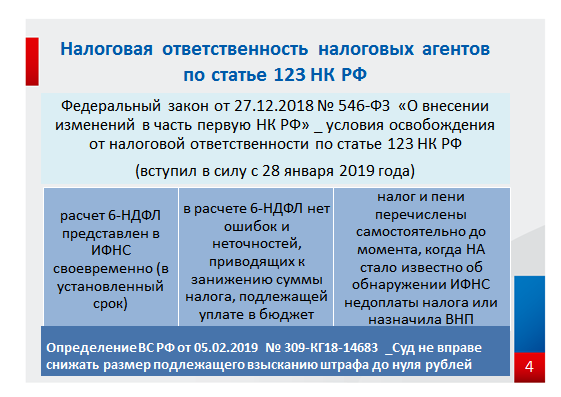 Налоговая ответственность налоговых агентов
по статье 123 НК РФ
Федеральный закон от 27.12.2018 № 546-ФЗ «О внесении
изменений в часть первую НК РФ» _ условия освобождения
от налоговой ответственности по статье 123 НК РФ
(вступил в силу с 28 января 2019 года)
расчет 6-НДФЛ
представлен в
ИФНС
своевременно (в
установленный
срок)
в расчете 6-НДФЛ нет
ошибок и
неточностей,
приводящих к
занижению суммы
налога, подлежащей
уплате в бюджет
налог и пени
перечислены
самостоятельно до
момента, когда НА
стало известно об
обнаружении ИФНС
недоплаты налога или
назначила ВНП
Определение ВС РФ от 05.02.2019 № 309-КГ18-14683 _Суд не вправе
снижать размер подлежащего взысканию штрафа до нуля рублей
4